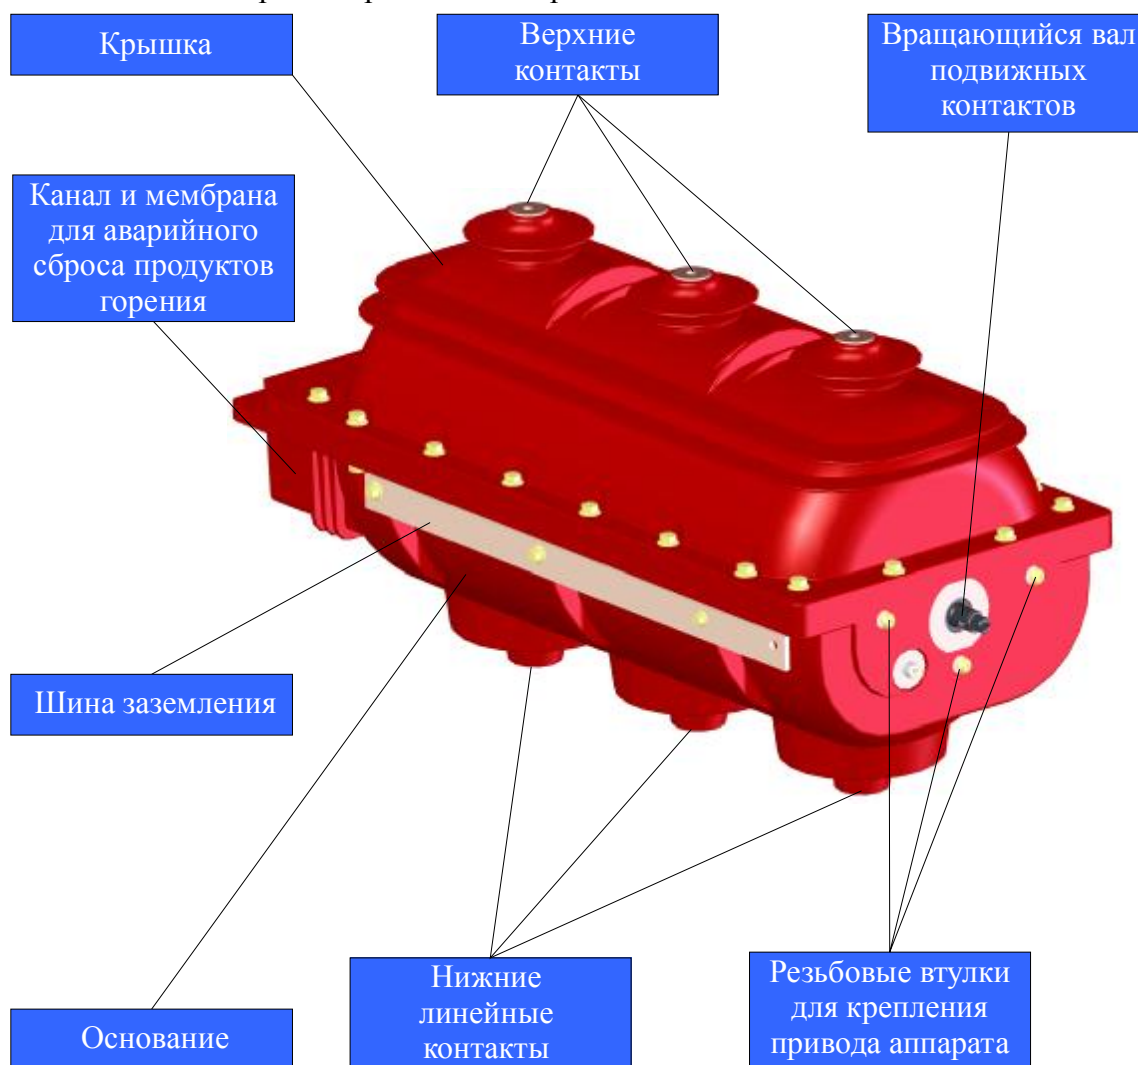 Крышка
Верхние
контакты
Вращающийся вал
подвижных
контактов
Канал и мембрана
для аварийного
сброса продуктов
горения
Шина заземления
Основание
Нижние
линейные
контакты
Резьбовые втулки
для крепления
привода аппарата